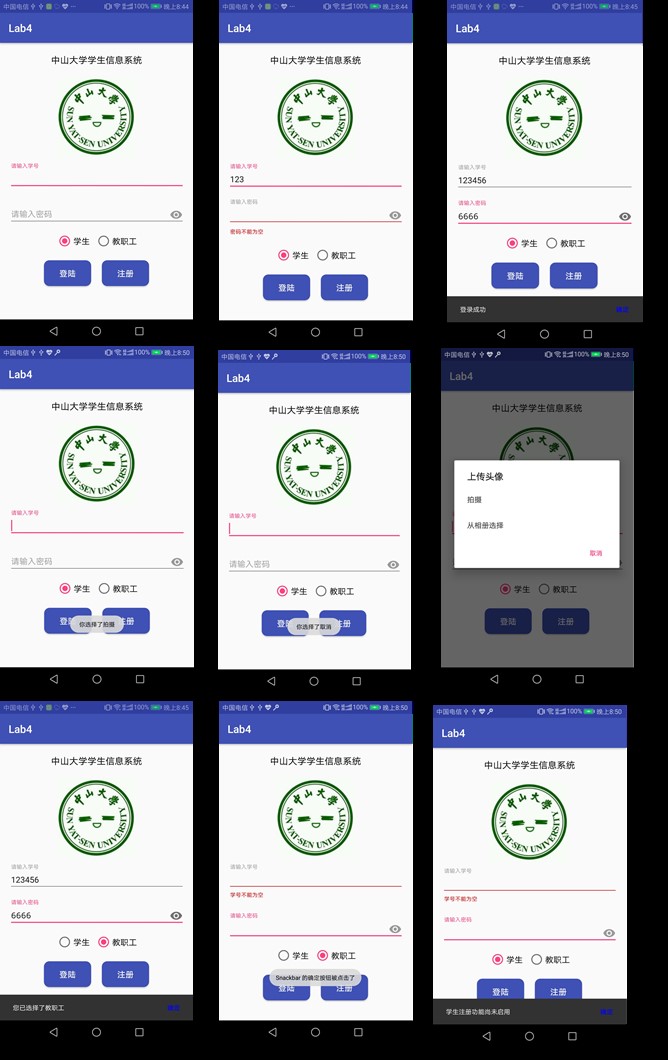 中国电信 100% 晚上8:44
Lab4
中山大学学生信息系统
中山大学
SUN YAT-SEN UNIVERSITY
请输入学号
请输入密码
学生 教职工
登陆 注册
中国电信 100% 晚上8:44
Lab4
中山大学学生信息系统
中山大学
SUN YAT-SEN UNIVERSITY
请输入学号
123
请输入密码
密码不能为空
学生 教职工
登陆 注册
中国电信 100% 晚上8:45
Lab4
中山大学学生信息系统
中山大学
SUN YAT-SEN UNIVERSITY
请输入学号
123456
请输入密码
6666
学生 教职工
登陆 注册
登录成功 确定
中国电信 100% 晚上8:50
Lab4
中山大学学生信息系统
中山大学
SUN YAT-SEN UNIVERSITY
请输入学号
请输入密码
学生 教职工
登 册
你选择了拍摄
中国电信 100% 晚上8:50
Lab4
中山大学学生信息系统
中山大学
SUN YAT-SEN UNIVERSITY
请输入学号
请输入密码
学生 教职工
登 册
你选择了取消
中国电信 100% 晚上8:50
Lab4
中山大学学生信息系统
中山大学
上传头像
拍摄
从相册选择
取消
学生 教职工
登陆 注册
中国电信 100% 晚上8:45
Lab4
中山大学学生信息系统
中山大学
SUN YAT-SEN UNIVERSITY
请输入学号
123456
请输入密码
6666
学生 教职工
登陆 注册
您已选择了教职工 确定
中国电信 100% 晚上8:50
Lab4
中山大学学生信息系统
中山大学
SUN YAT-SEN UNIVERSITY
请输入学号
学号不能为空
请输入密码
学生 教职工
Snackbar 的确定按钮被点击了
登陆 注册
中国电信 100% 晚上8:50
Lab4
中山大学学生信息系统
中山大学
SUN YAT-SEN UNIVERSITY
请输入学号
学号不能为空
请输入密码
学生 教职工
登陆 注册
学生注册功能尚未启用 确定